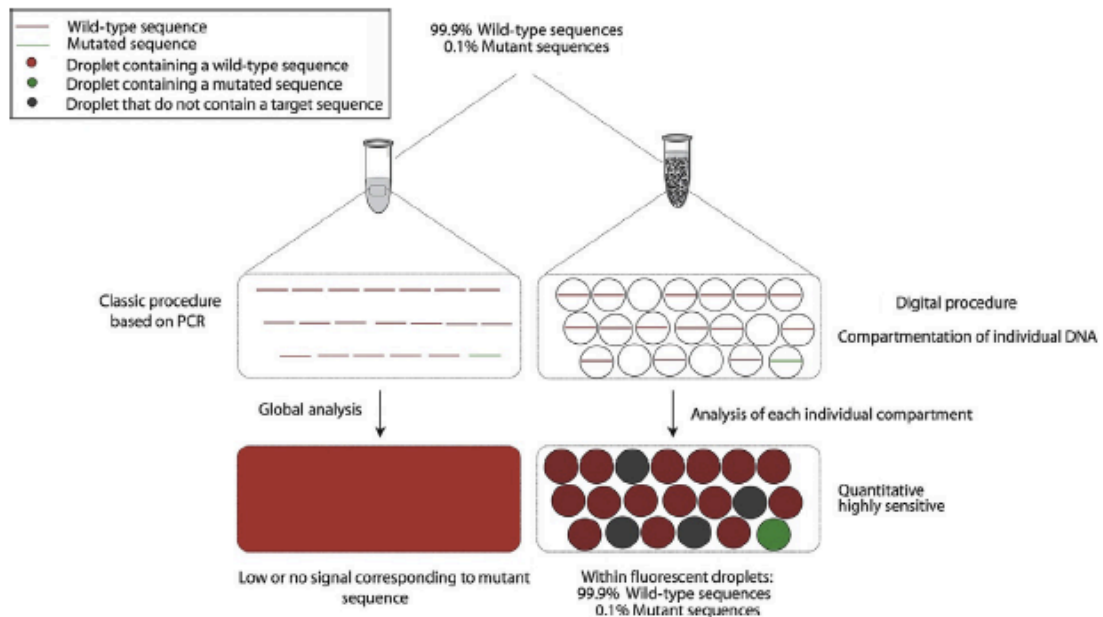 Wild-type sequence
Mutated sequence
Droplet containing a wild-type sequence
Droplet containing a mutated sequence
Droplet that do not contain a target sequence
99.9% Wild-type sequences
0.1% Mutant sequences
Classic procedure
based on PCR
Digital procedure
Compartmentation of individual DNA
Global analysis
Analysis of each individual compartment
Quantitative
highly sensitive
Low or no signal corresponding to mutant
sequence
Within fluorescent droplets:
99.9% Wild-type sequences
0.1% Mutant sequences